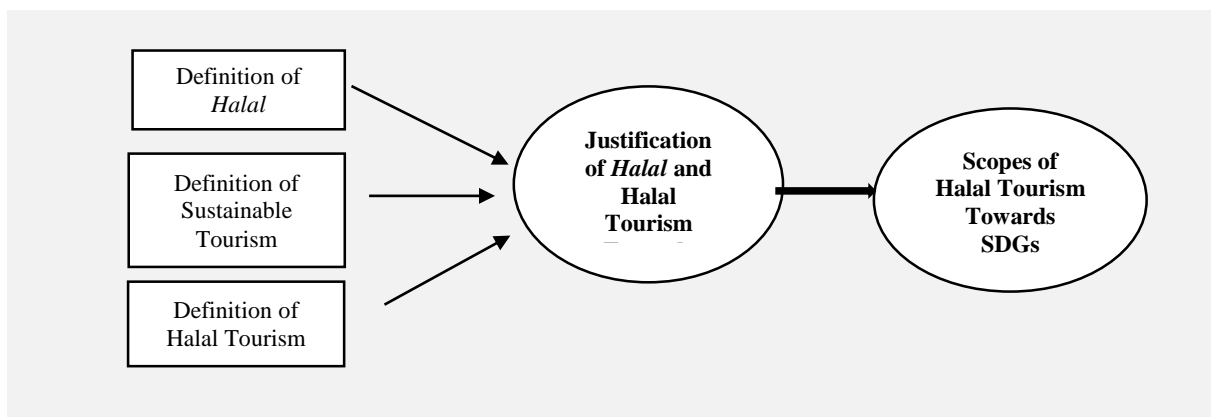 Definition of
Halal
Definition of
Sustainable
Tourism
Definition of
Halal Tourism
Justification
of Halal and
Halal
Tourism
Scopes of
Halal Tourism
Towards
SDGs